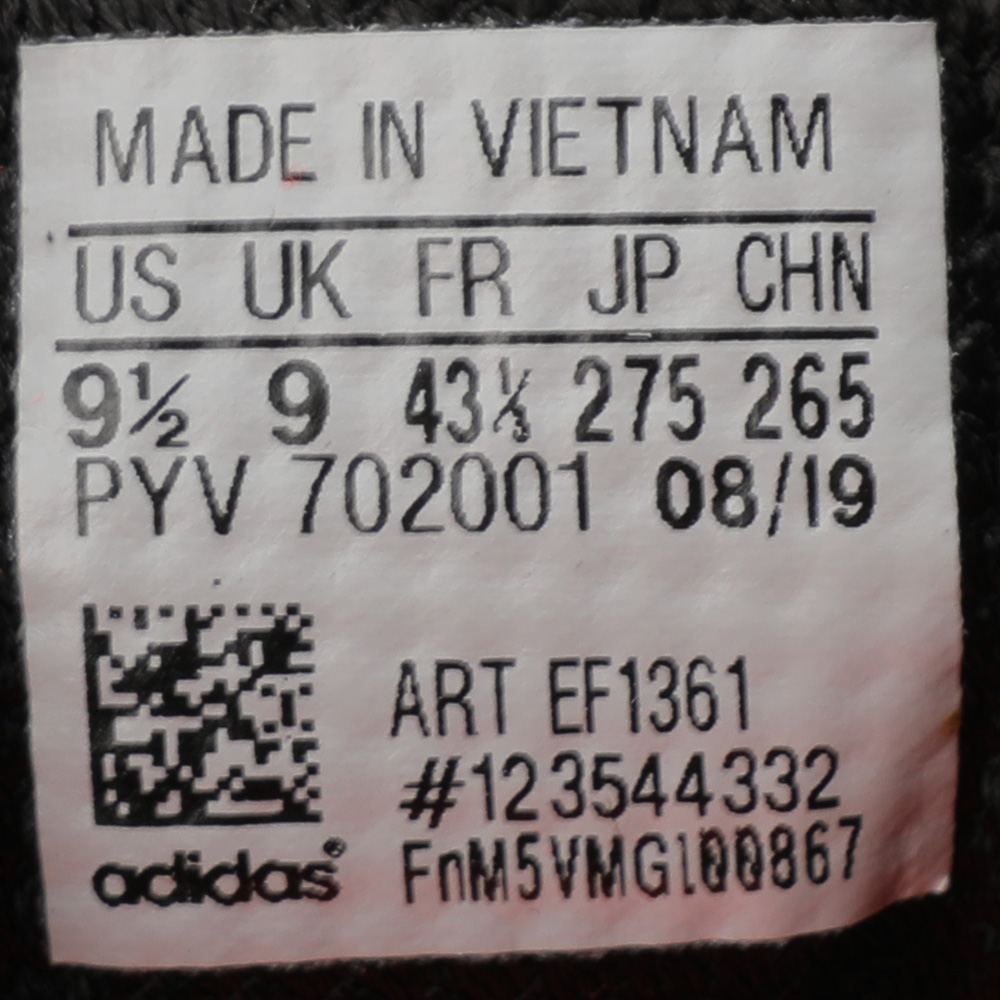 MADE IN VIETNAM
US UK FR JP CHN
9½ 9 43⅓ 275 265
PYV 702001 08/19
ART EF1361
#123544332
FnM5VMGl00867
adidas®